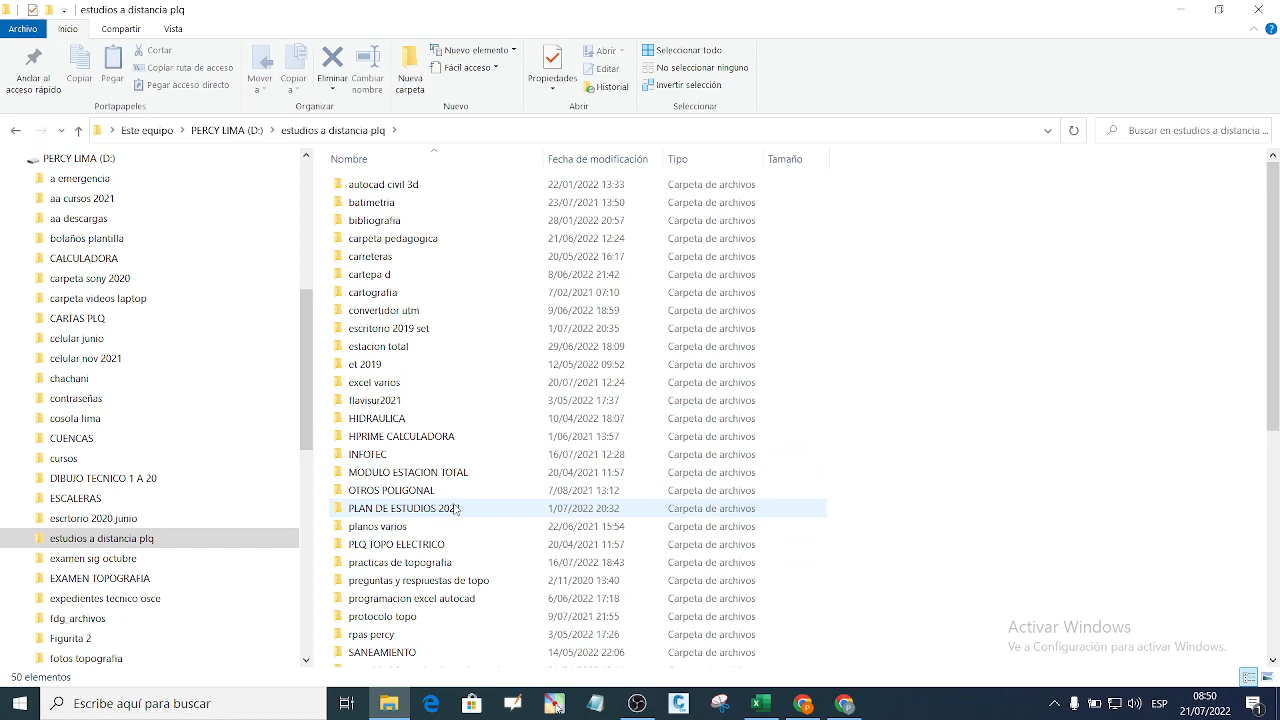 estudios a distancia plq
Archivo Inicio Compartir Vista
Anclar al acceso rápido
Copiar
Pegar
Cortar
Copiar ruta de acceso
Pegar acceso directo
Portapapeles
Mover a
Copiar a
Eliminar
Cambiar nombre
Organizar
Nueva carpeta
Nuevo elemento
Fácil acceso
Nuevo
Propiedades
Abrir
Editar
Historial
Abrir
Seleccionar todo
No seleccionar ninguno
Invertir selección
Seleccionar
Este equipo > PERCY LIMA (D:) > estudios a distancia plq >
Buscar en estudios a distancia ...
PERCY LIMA (D:)
a emergencia
aa cursos 2021
aa descargas
bolaños plantilla
CALCULADORA
carpeta sony 2020
carpeta videos laptop
CARTAS PLQ
celular junio
celular nov 2021
chachani
contraseñas
cosola lima
CUENCAS
cursos
DIBUJO TECNICO 1 A 20
ESCALERAS
escrtorio 2020 junio
estudios a distancia plq
examen sig octubre
EXAMEN TOPOGRAFIA
expedientes tecnico osce
fdg_archivos
Figurita 2
fotos topografia
Nombre Fecha de modificación Tipo Tamaño
autocad civil 3d 22/01/2022 13:33 Carpeta de archivos
batimetria 23/07/2021 13:50 Carpeta de archivos
bibliografia 28/01/2022 20:57 Carpeta de archivos
carpeta pedagogica 21/06/2022 12:24 Carpeta de archivos
carreteras 20/05/2022 16:17 Carpeta de archivos
cartepa d 8/06/2022 21:42 Carpeta de archivos
cartografia 7/02/2021 07:10 Carpeta de archivos
convertidor utm 9/06/2022 18:59 Carpeta de archivos
escritorio 2019 set 1/07/2022 20:35 Carpeta de archivos
estacion total 29/06/2022 18:09 Carpeta de archivos
et 2019 12/05/2022 09:52 Carpeta de archivos
excel varios 20/07/2021 12:24 Carpeta de archivos
flavisur2021 3/05/2022 17:37 Carpeta de archivos
HIDRAULICA 10/04/2022 18:07 Carpeta de archivos
HPRIME CALCULADORA 1/06/2021 13:57 Carpeta de archivos
INFOTEC 16/07/2021 12:28 Carpeta de archivos
MODULO ESTACION TOTAL 20/04/2021 11:57 Carpeta de archivos
OTROS POLIGONAL 7/08/2021 13:12 Carpeta de archivos
PLAN DE ESTUDIOS 202 1/07/2022 20:32 Carpeta de archivos
planos varios 22/06/2021 15:54 Carpeta de archivos
PLQ TOPO ELECTRICO 20/04/2021 11:57 Carpeta de archivos
practicas de topografia 16/07/2022 18:43 Carpeta de archivos
preguntas y respiuestas de topo 2/11/2020 13:40 Carpeta de archivos
programacion excel autocad 6/06/2022 17:18 Carpeta de archivos
protocolo topo 9/07/2021 21:55 Carpeta de archivos
rpas percy 3/05/2022 17:26 Carpeta de archivos
SANEAMIENTO 14/05/2022 22:06 Carpeta de archivos
Activar Windows
Ve a Configuración para activar Windows.
50 elementos
Escribe aquí para buscar
ESP
08:50
21/07/2022